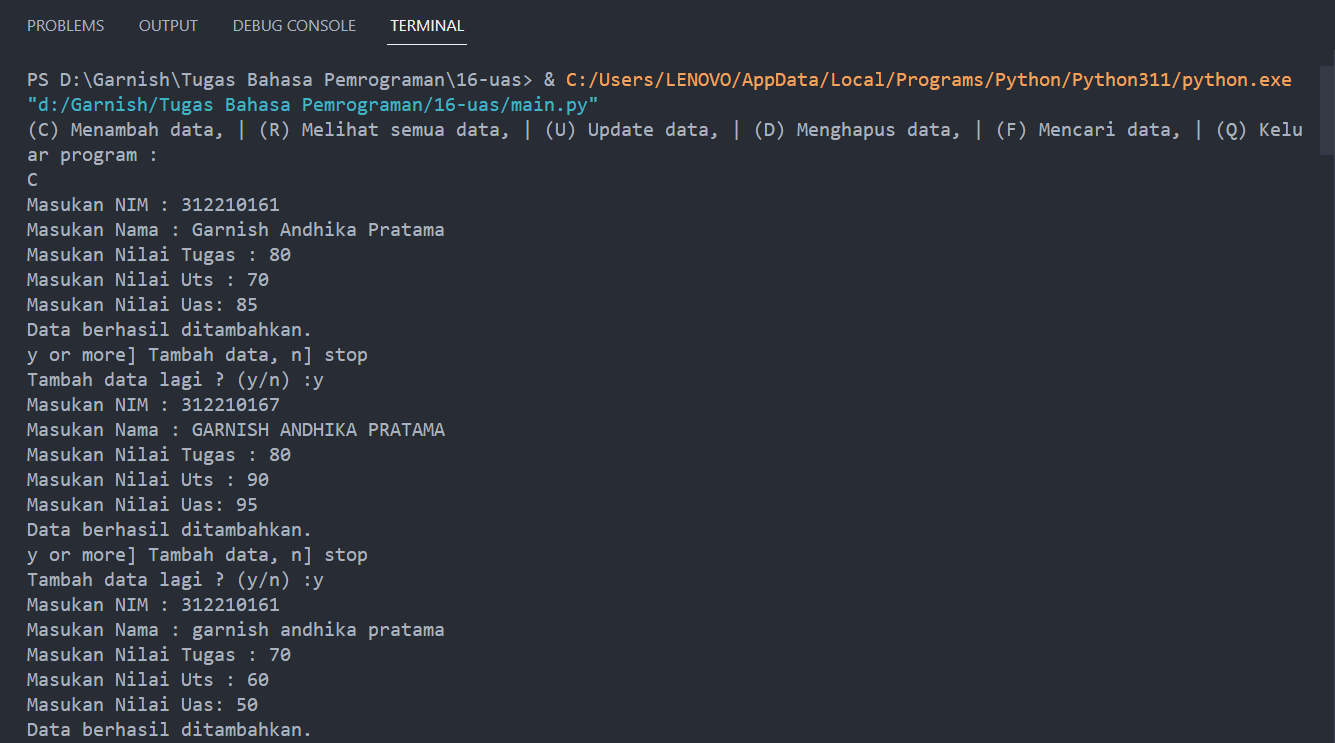 PROBLEMS OUTPUT DEBUG CONSOLE TERMINAL
PS D:\Garnish\Tugas Bahasa Pemrograman\16-uas> & C:/Users/LENOVO/AppData/Local/Programs/Python/Python311/python.exe
"d:/Garnish/Tugas Bahasa Pemrograman/16-uas/main.py"
(C) Menambah data, | (R) Melihat semua data, | (U) Update data, | (D) Menghapus data, | (F) Mencari data, | (Q) Kelu
ar program :
C
Masukan NIM : 312210161
Masukan Nama : Garnish Andhika Pratama
Masukan Nilai Tugas : 80
Masukan Nilai Uts : 70
Masukan Nilai Uas: 85
Data berhasil ditambahkan.
y or more] Tambah data, n] stop
Tambah data lagi ? (y/n) :y
Masukan NIM : 312210167
Masukan Nama : GARNISH ANDHIKA PRATAMA
Masukan Nilai Tugas : 80
Masukan Nilai Uts : 90
Masukan Nilai Uas: 95
Data berhasil ditambahkan.
y or more] Tambah data, n] stop
Tambah data lagi ? (y/n) :y
Masukan NIM : 312210161
Masukan Nama : garnish andhika pratama
Masukan Nilai Tugas : 70
Masukan Nilai Uts : 60
Masukan Nilai Uas: 50
Data berhasil ditambahkan.